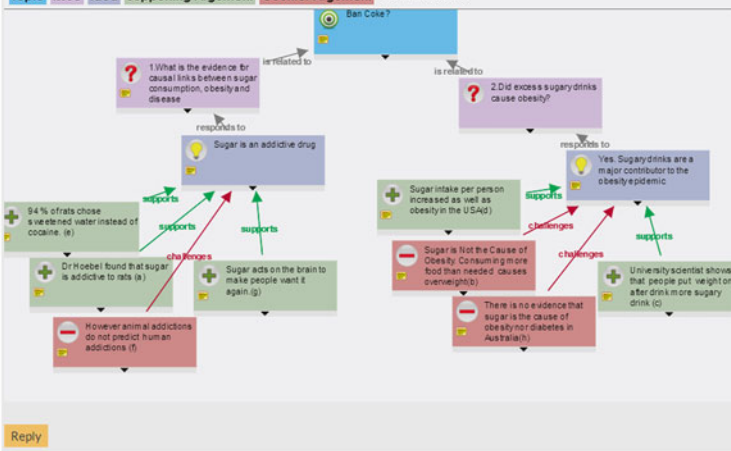 Ban Coke?
is related to
is related to
1.What is the evidence for
causal links between sugar
consumption, obesity and
disease
2.Did excess sugary drinks
cause obesity?
responds to
responds to
Sugar is an addictive drug
Yes. Sugary drinks are a
major contributor to the
obesity epidemic
supports
supports
supports
challenges
94 % of rats chose
sweetened water instead of
cocaine. (e)
Dr Hoebel found that sugar
is addictive to rats (a)
Sugar acts on the brain to
make people want it
again.(g)
However animal addictions
do not predict human
addictions (f)
supports
challenges
challenges
supports
Sugar intake per person
increased as well as
obesity in the USA(d)
Sugar is Not the Cause of
Obesity. Consuming more
food than needed causes
overweight(b)
There is no evidence that
sugar is the cause of
obesity nor diabetes in
Australia(h)
University scientist shows
that people put weight on
after drink more sugary
drink (c)
Reply